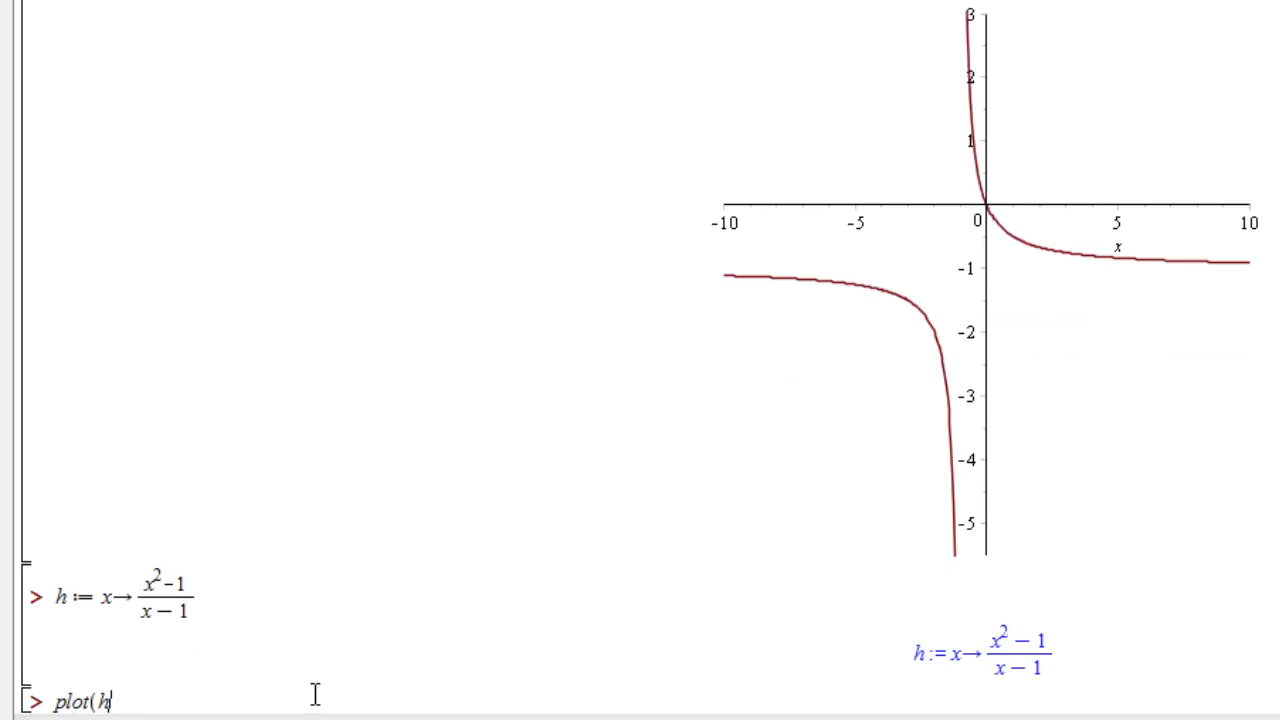 3
2
1
-10 -5 0 5 10
x
-1
-2
-3
-4
-5
> h := x→ (x²-1)/(x-1)
h := x→ (x² - 1)/(x - 1)
> plot(h